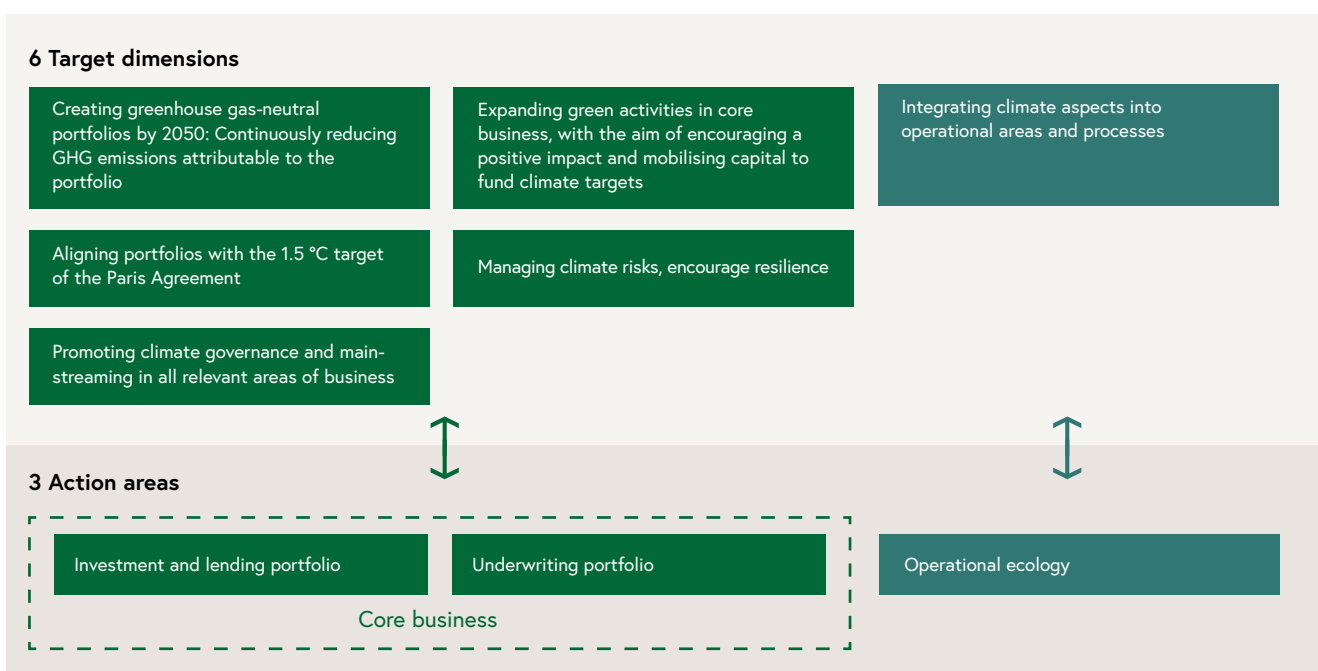 6 Target dimensions
Creating greenhouse gas-neutral
portfolios by 2050: Continuously reducing
GHG emissions attributable to the
portfolio
Expanding green activities in core
business, with the aim of encouraging a
positive impact and mobilising capital to
fund climate targets
Integrating climate aspects into
operational areas and processes
Aligning portfolios with the 1.5 °C target
of the Paris Agreement
Managing climate risks, encourage resilience
Promoting climate governance and main-
streaming in all relevant areas of business
3 Action areas
Investment and lending portfolio
Underwriting portfolio
Operational ecology
Core business